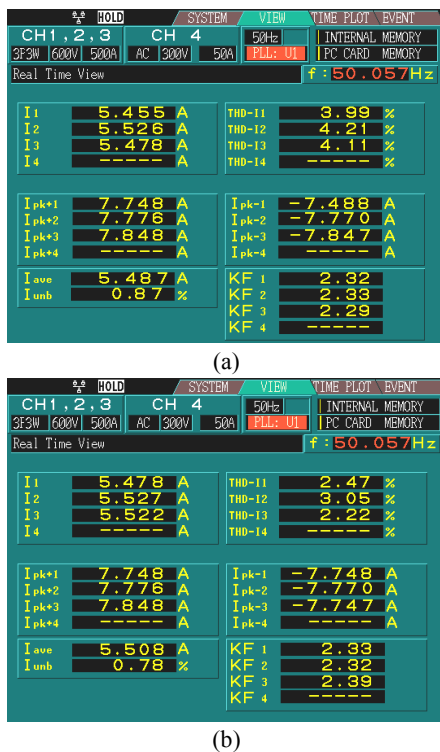 HOLD SYSTEM VIEW TIME PLOT EVENT
CH1,2,3 CH 4 50Hz INTERNAL MEMORY
3P3W 600V 500A AC 300V 50A PLL: U1 PC CARD MEMORY
Real Time View f:50.057Hz
I1 5.455 A THD-I1 3.99 %
I2 5.526 A THD-I2 4.21 %
I3 5.478 A THD-I3 4.11 %
I4 ----- A THD-I4 ----- %
Ipk+1 7.748 A Ipk-1 -7.488 A
Ipk+2 7.776 A Ipk-2 -7.770 A
Ipk+3 7.848 A Ipk-3 -7.847 A
Ipk+4 ----- A Ipk-4 ----- A
Iave 5.487 A KF 1 2.32
Iunb 0.87 % KF 2 2.33
KF 3 2.29
KF 4 -----
(a)
HOLD SYSTEM VIEW TIME PLOT EVENT
CH1,2,3 CH 4 50Hz INTERNAL MEMORY
3P3W 600V 500A AC 300V 50A PLL: U1 PC CARD MEMORY
Real Time View f:50.057Hz
I1 5.478 A THD-I1 2.47 %
I2 5.527 A THD-I2 3.05 %
I3 5.522 A THD-I3 2.22 %
I4 ----- A THD-I4 ----- %
Ipk+1 7.748 A Ipk-1 -7.748 A
Ipk+2 7.776 A Ipk-2 -7.770 A
Ipk+3 7.848 A Ipk-3 -7.747 A
Ipk+4 ----- A Ipk-4 ----- A
Iave 5.508 A KF 1 2.33
Iunb 0.78 % KF 2 2.32
KF 3 2.39
KF 4 -----
(b)